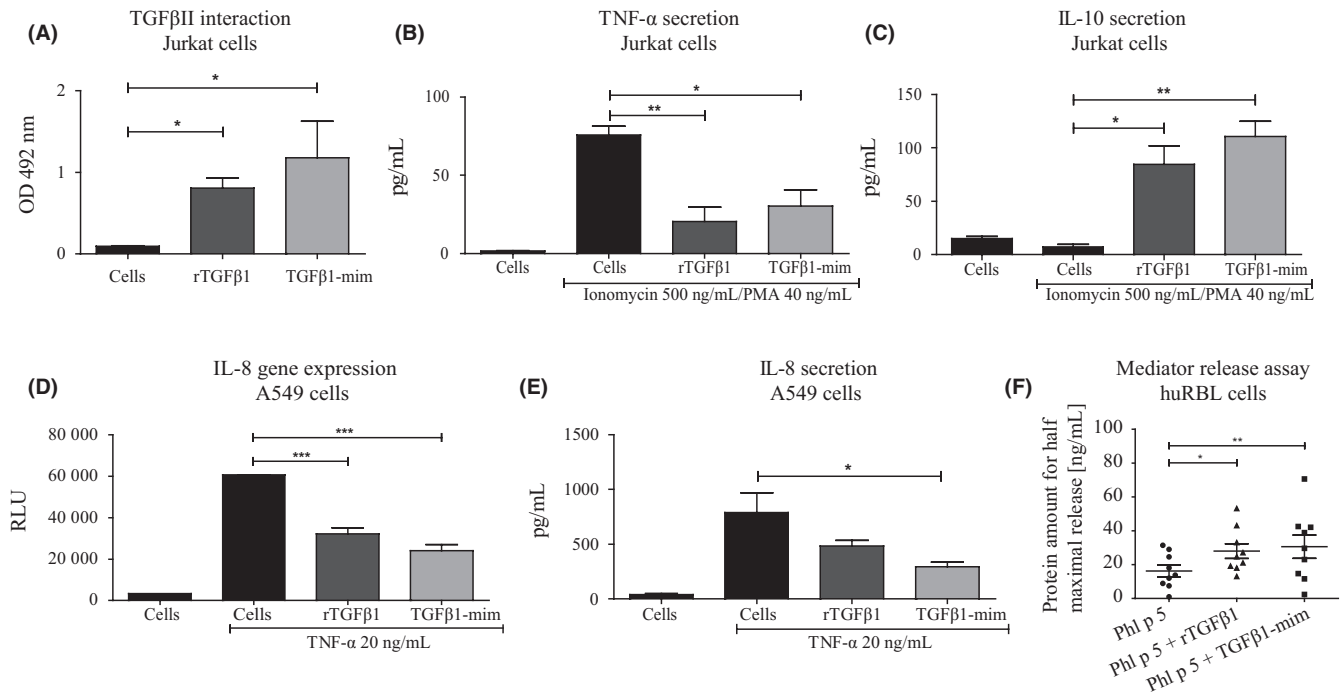 (A)
TGFβII interaction
Jurkat cells
*
*
2
1
0
OD 492 nm
Cells
rTGFβ1
TGFβ1-mim
(B)
TNF-α secretion
Jurkat cells
*
**
100
50
0
pg/mL
Cells
Cells
rTGFβ1
TGFβ1-mim
Ionomycin 500 ng/mL/PMA 40 ng/mL
(C)
IL-10 secretion
Jurkat cells
**
*
150
100
50
0
pg/mL
Cells
Cells
rTGFβ1
TGFβ1-mim
Ionomycin 500 ng/mL/PMA 40 ng/mL
(D)
IL-8 gene expression
A549 cells
***
***
80 000
60 000
40 000
20 000
0
RLU
Cells
Cells
rTGFβ1
TGFβ1-mim
TNF-α 20 ng/mL
(E)
IL-8 secretion
A549 cells
*
1500
1000
500
0
pg/mL
Cells
Cells
rTGFβ1
TGFβ1-mim
TNF-α 20 ng/mL
(F)
Mediator release assay
huRBL cells
**
*
100
80
60
40
20
0
Protein amount for half
maximal release [ng/mL]
Phl p 5
Phl p 5 + rTGFβ1
Phl p 5 + TGFβ1-mim